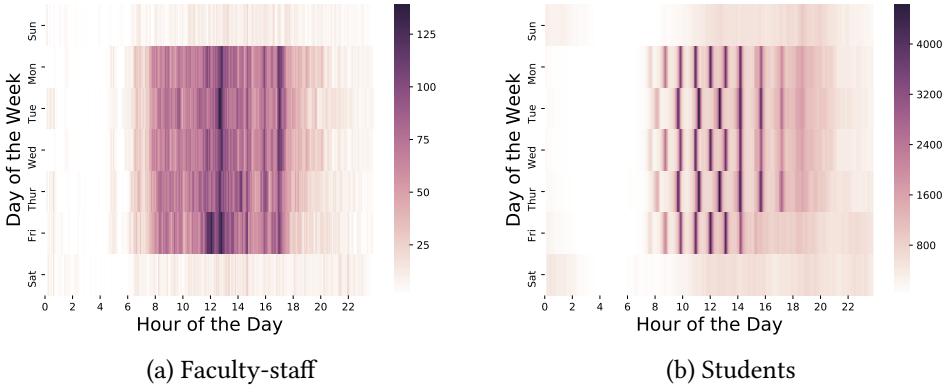 Day of the Week
Sun
Mon
Tue
Wed
Thur
Fri
Sat
0 2 4 6 8 10 12 14 16 18 20 22
Hour of the Day
125
100
75
50
25
(a) Faculty-staff
Day of the Week
Sun
Mon
Tue
Wed
Thur
Fri
Sat
0 2 4 6 8 10 12 14 16 18 20 22
Hour of the Day
4000
3200
2400
1600
800
(b) Students